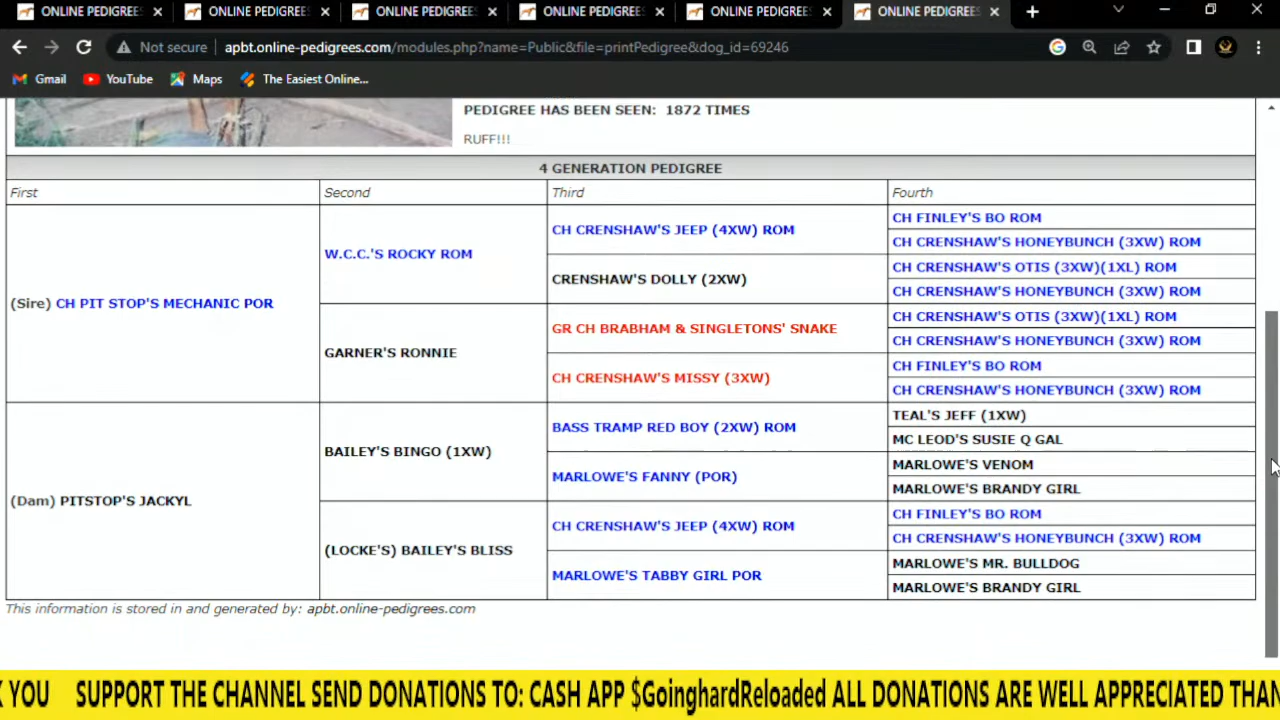 ONLINE PEDIGREES ONLINE PEDIGREES ONLINE PEDIGREES ONLINE PEDIGREES ONLINE PEDIGREES ONLINE PEDIGREES
Not secure apbt.online-pedigrees.com/modules.php?name=Public&file=printPedigree&dog_id=69246
Gmail YouTube Maps The Easiest Online...
PEDIGREE HAS BEEN SEEN: 1872 TIMES
RUFF!!!
4 GENERATION PEDIGREE
First Second Third Fourth
(Sire) CH PIT STOP'S MECHANIC POR
W.C.C.'S ROCKY ROM
CH CRENSHAW'S JEEP (4XW) ROM
CH FINLEY'S BO ROM
CH CRENSHAW'S HONEYBUNCH (3XW) ROM
CRENSHAW'S DOLLY (2XW)
CH CRENSHAW'S OTIS (3XW)(1XL) ROM
CH CRENSHAW'S HONEYBUNCH (3XW) ROM
GARNER'S RONNIE
GR CH BRABHAM & SINGLETONS' SNAKE
CH CRENSHAW'S OTIS (3XW)(1XL) ROM
CH CRENSHAW'S HONEYBUNCH (3XW) ROM
CH CRENSHAW'S MISSY (3XW)
CH FINLEY'S BO ROM
CH CRENSHAW'S HONEYBUNCH (3XW) ROM
(Dam) PITSTOP'S JACKYL
BAILEY'S BINGO (1XW)
BASS TRAMP RED BOY (2XW) ROM
TEAL'S JEFF (1XW)
MC LEOD'S SUSIE Q GAL
MARLOWE'S FANNY (POR)
MARLOWE'S VENOM
MARLOWE'S BRANDY GIRL
(LOCKE'S) BAILEY'S BLISS
CH CRENSHAW'S JEEP (4XW) ROM
CH FINLEY'S BO ROM
CH CRENSHAW'S HONEYBUNCH (3XW) ROM
MARLOWE'S TABBY GIRL POR
MARLOWE'S MR. BULLDOG
MARLOWE'S BRANDY GIRL
This information is stored in and generated by: apbt.online-pedigrees.com
K YOU SUPPORT THE CHANNEL SEND DONATIONS TO: CASH APP $GoinghardReloaded ALL DONATIONS ARE WELL APPRECIATED THAN